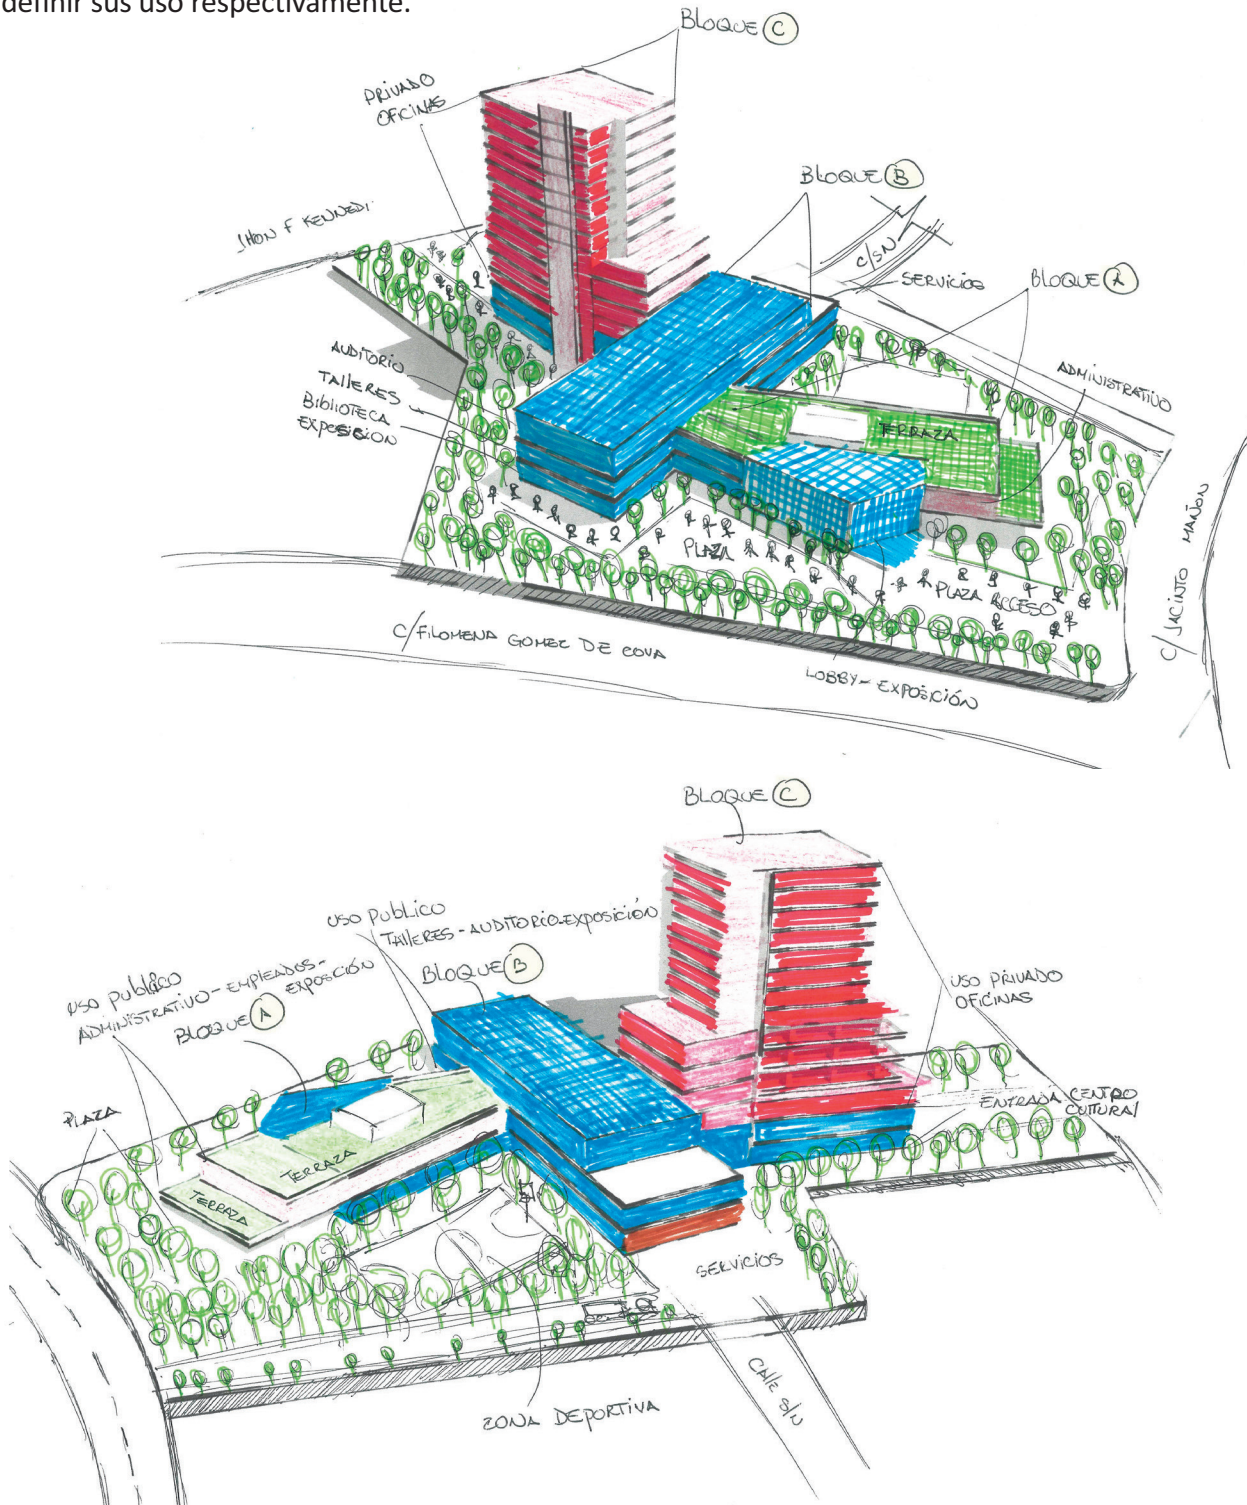 definir sus uso respectivamente.
BLOQUE C
PRIVADO
OFICINAS
BLOQUE B
JHON F KENNEDI
C/SN
SERVICIOS
BLOQUE A
AUDITORIO
TALLERES
BIBLIOTECA
EXPOSICION
ADMINISTRATIVO
TERRAZA
PLAZA
PLAZA ACCESO
C/JACINTO MAÑON
C/FILOMENA GOMEZ DE COVA
LOBBY - EXPOSICIÓN
BLOQUE C
USO PUBLICO
TALLERES - AUDITORIO-EXPOSICIÓN
BLOQUE B
USO PUBLICO
ADMINISTRATIVO - EMPLEADOS -
EXPOSCIÓN
BLOQUE A
USO PRIVADO
OFICINAS
PLAZA
ENTRADA CENTRO
CULTURAL
TERRAZA
TERRAZA
SERVICIOS
CALLE S/N
ZONA DEPORTIVA